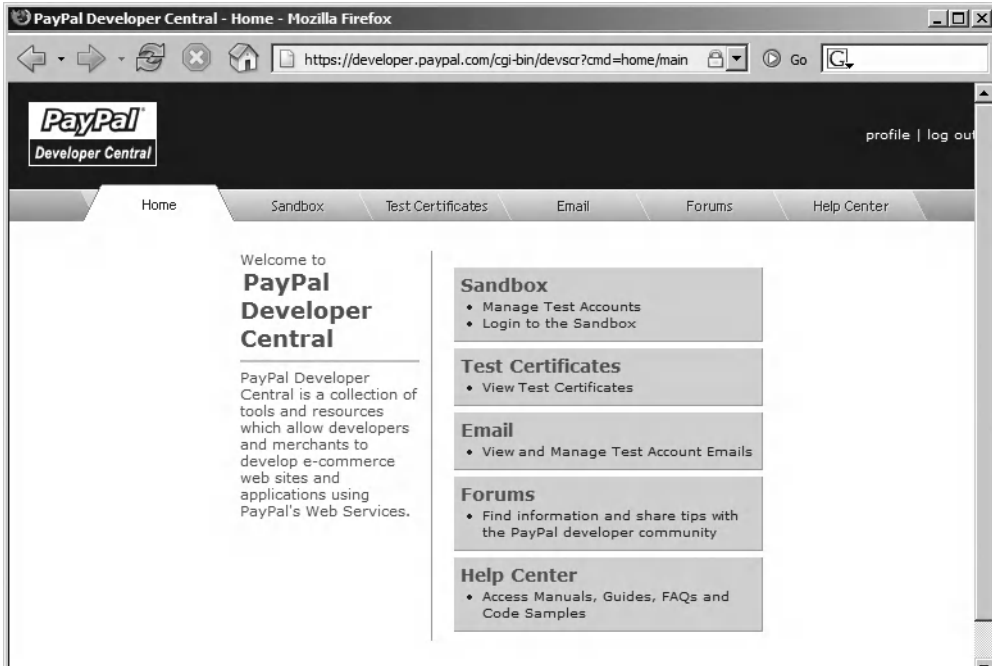 PayPal Developer Central - Home - Mozilla Firefox
https://developer.paypal.com/cgi-bin/devscr?cmd=home/main
Go
G
PayPal
Developer Central
profile | log out
Home
Sandbox
Test Certificates
Email
Forums
Help Center
Welcome to
PayPal
Developer
Central
PayPal Developer
Central is a collection of
tools and resources
which allow developers
and merchants to
develop e-commerce
web sites and
applications using
PayPal's Web Services.
Sandbox
• Manage Test Accounts
• Login to the Sandbox
Test Certificates
• View Test Certificates
Email
• View and Manage Test Account Emails
Forums
• Find information and share tips with
the PayPal developer community
Help Center
• Access Manuals, Guides, FAQs and
Code Samples